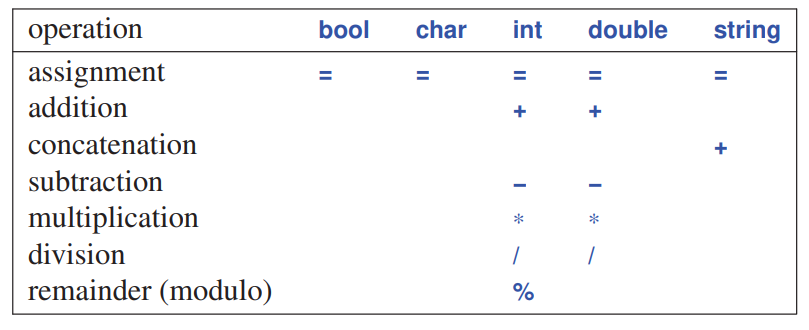 operation bool char int double string
assignment = = = = =
addition + +
concatenation +
subtraction – –
multiplication * *
division / /
remainder (modulo) %